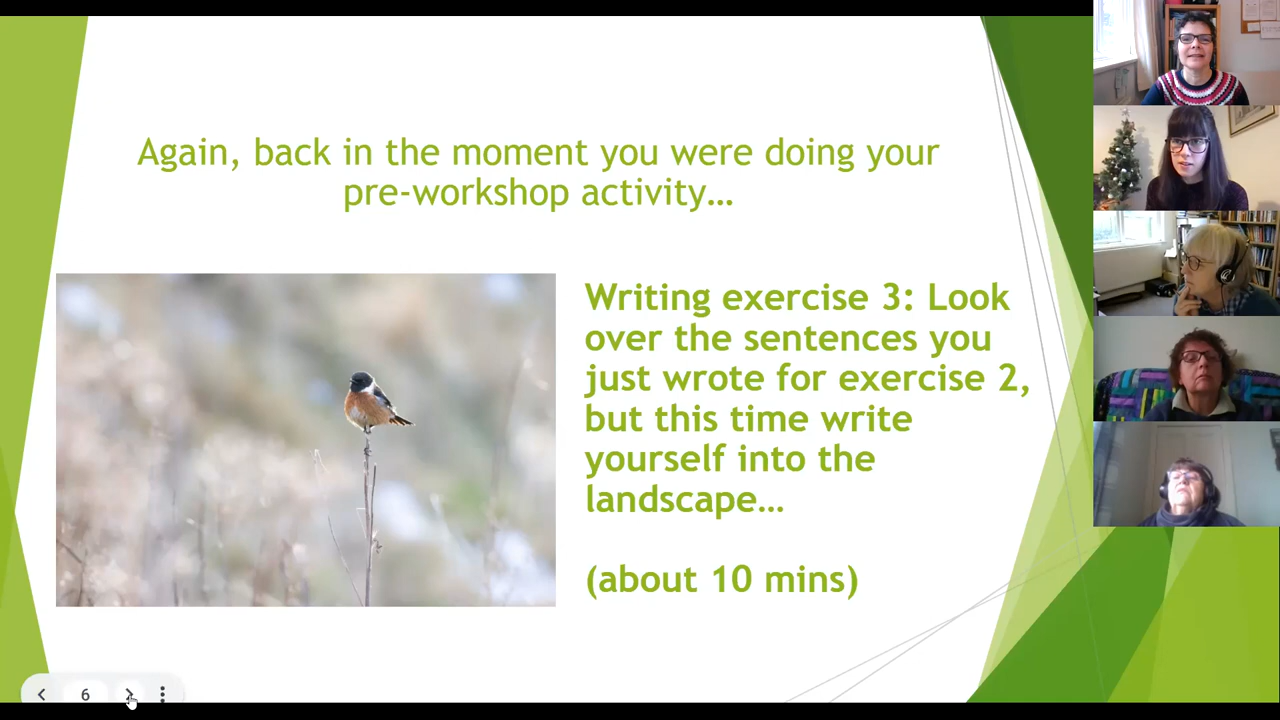 Again, back in the moment you were doing your
pre-workshop activity…
Writing exercise 3: Look
over the sentences you
just wrote for exercise 2,
but this time write
yourself into the
landscape…
(about 10 mins)
6